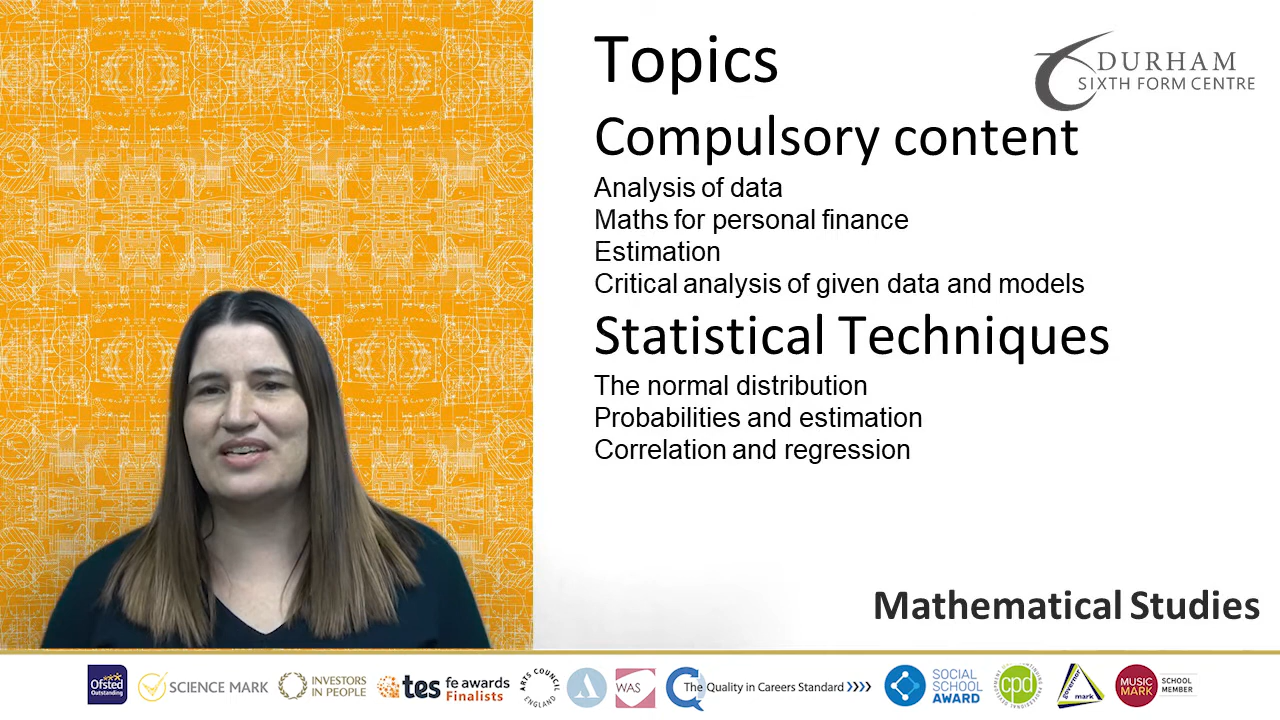 Topics
DURHAM
SIXTH FORM CENTRE
Compulsory content
Analysis of data
Maths for personal finance
Estimation
Critical analysis of given data and models
Statistical Techniques
The normal distribution
Probabilities and estimation
Correlation and regression
Mathematical Studies
Ofsted
Outstanding
SCIENCE MARK
INVESTORS
IN PEOPLE
tes fe awards
Finalists
ARTS COUNCIL
ENGLAND
WAS
The Quality in Careers Standard
SOCIAL
SCHOOL
AWARD
cpd
governor
mark
MUSIC
MARK
SCHOOL
MEMBER